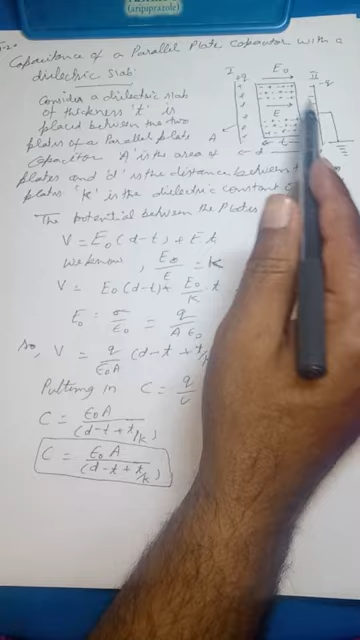 (aripiprazole)
Capacitance of a Parallel Plate capacitor with a
dielectric slab:
Consider a dielectric slab
of thickness 't' is
placed between the two
plates of a Parallel plate
Capacitor 'A' is the area of
plates and 'd' is the distance between
plates. 'K' is the dielectric constant
The potential between the Plates
V = E₀ (d-t) + E t
We know, E₀/E = K
V = E₀ (d-t) + E₀/K . t
E₀ = σ/ε₀ = q/Aε₀
So, V = q/ε₀A (d-t + t/
Putting in C = q/V
C = ε₀A/(d-t+t/k)
C = ε₀A/(d-t+t/k)
I
+q
E₀
II
-q
E
A
t
d